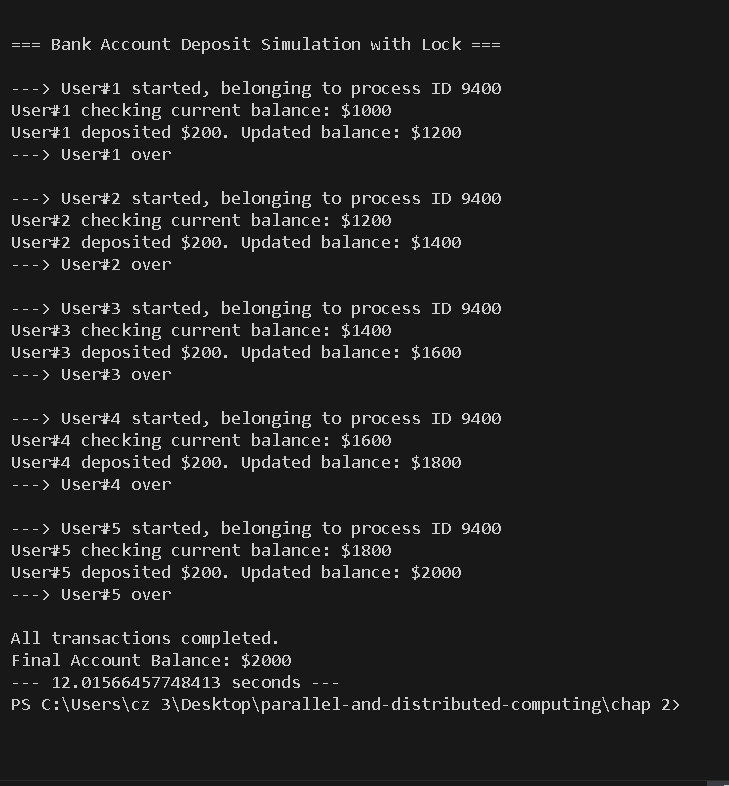 === Bank Account Deposit Simulation with Lock ===
---> User#1 started, belonging to process ID 9400
User#1 checking current balance: $1000
User#1 deposited $200. Updated balance: $1200
---> User#1 over
---> User#2 started, belonging to process ID 9400
User#2 checking current balance: $1200
User#2 deposited $200. Updated balance: $1400
---> User#2 over
---> User#3 started, belonging to process ID 9400
User#3 checking current balance: $1400
User#3 deposited $200. Updated balance: $1600
---> User#3 over
---> User#4 started, belonging to process ID 9400
User#4 checking current balance: $1600
User#4 deposited $200. Updated balance: $1800
---> User#4 over
---> User#5 started, belonging to process ID 9400
User#5 checking current balance: $1800
User#5 deposited $200. Updated balance: $2000
---> User#5 over
All transactions completed.
Final Account Balance: $2000
--- 12.01566457748413 seconds ---
PS C:\Users\cz 3\Desktop\parallel-and-distributed-computing\chap 2>